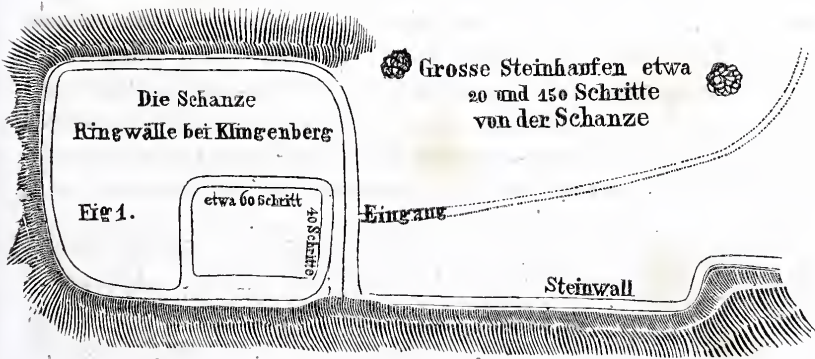 Die Schanze
Ringwälle bei Klingenberg
Fig 1.
etwa 60 Schritt
40 Schritte
Eingang
Grosse Steinhaufen etwa
20 und 150 Schritte
von der Schanze
Steinwall